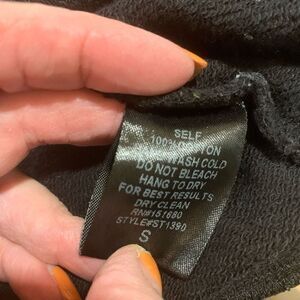 SELF
100% COTTON
WASH COLD
DO NOT BLEACH
HANG TO DRY
FOR BEST RESULTS
DRY CLEAN
RN#151680
STYLE#ST1390
S